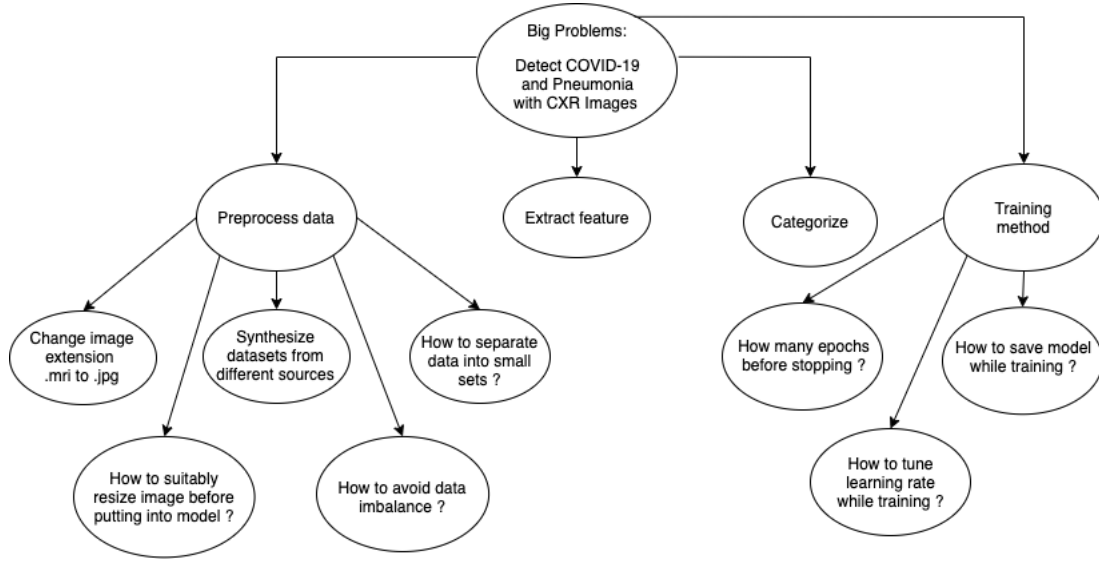 Big Problems:
Detect COVID-19
and Pneumonia
with CXR Images
Preprocess data
Extract feature
Categorize
Training
method
Change image
extension
.mri to .jpg
Synthesize
datasets from
different sources
How to separate
data into small
sets ?
How many epochs
before stopping ?
How to save model
while training ?
How to suitably
resize image before
putting into model ?
How to avoid data
imbalance ?
How to tune
learning rate
while training ?